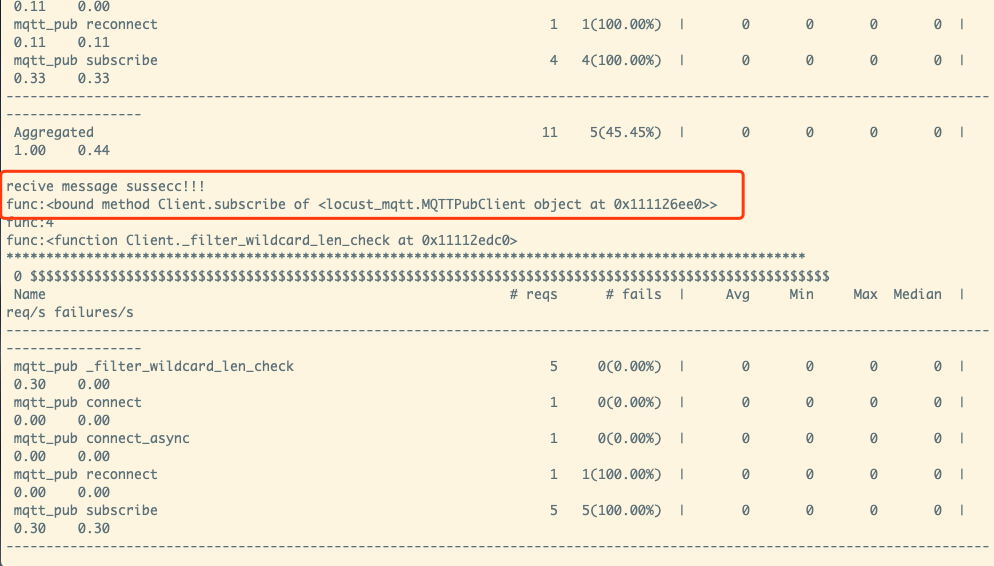 0.11    0.00
mqtt_pub reconnect    1    1(100.00%)  |    0    0    0    0  |
0.11    0.11
mqtt_pub subscribe    4    4(100.00%)  |    0    0    0    0  |
0.33    0.33
---------------------------------------------------------------------------------------------------------------------------
-----------------
Aggregated    11    5(45.45%)  |    0    0    0    0  |
1.00    0.44
recive message sussecc!!!
func:<bound method Client.subscribe of <locust_mqtt.MQTTPubClient object at 0x111126ee0>>
func:4
func:<function Client._filter_wildcard_len_check at 0x11112edc0>
****************************************************************************************************
0 $$$$$$$$$$$$$$$$$$$$$$$$$$$$$$$$$$$$$$$$$$$$$$$$$$$$$$$$$$$$$$$$$$$$$$$$$$$$$$$$$$$$$$$$$$$$$$$$$$$$
Name    # reqs    # fails  |    Avg    Min    Max  Median  |
req/s failures/s
---------------------------------------------------------------------------------------------------------------------------
-----------------
mqtt_pub _filter_wildcard_len_check    5    0(0.00%)  |    0    0    0    0  |
0.30    0.00
mqtt_pub connect    1    0(0.00%)  |    0    0    0    0  |
0.00    0.00
mqtt_pub connect_async    1    0(0.00%)  |    0    0    0    0  |
0.00    0.00
mqtt_pub reconnect    1    1(100.00%)  |    0    0    0    0  |
0.00    0.00
mqtt_pub subscribe    5    5(100.00%)  |    0    0    0    0  |
0.30    0.30
---------------------------------------------------------------------------------------------------------------------------